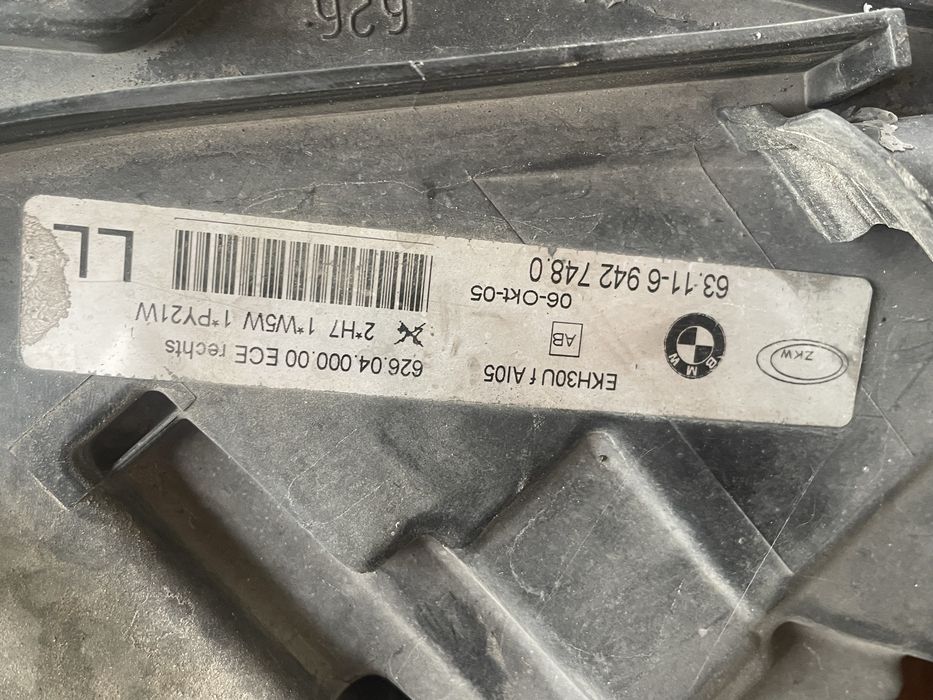 ZKW
BMW
EKH30U f AI05
AB
06-Okt-05
63.11-6 942 748.0
626.04.000.00 ECE rechts
2*H7 1*W5W 1*PY21W
LL
626